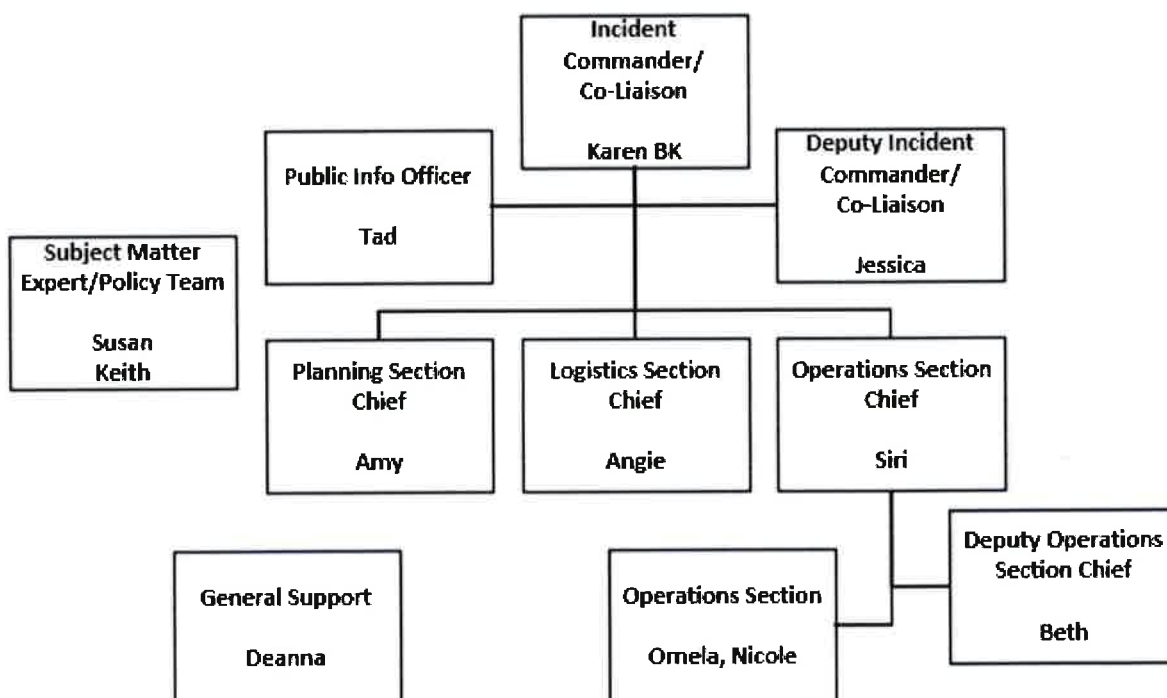 Incident
Commander/
Co-Liaison
Karen BK
Public Info Officer
Tad
Deputy Incident
Commander/
Co-Liaison
Jessica
Subject Matter
Expert/Policy Team
Susan
Keith
Planning Section
Chief
Amy
Logistics Section
Chief
Angie
Operations Section
Chief
Siri
Deputy Operations
Section Chief
Beth
General Support
Deanna
Operations Section
Ornela, Nicole